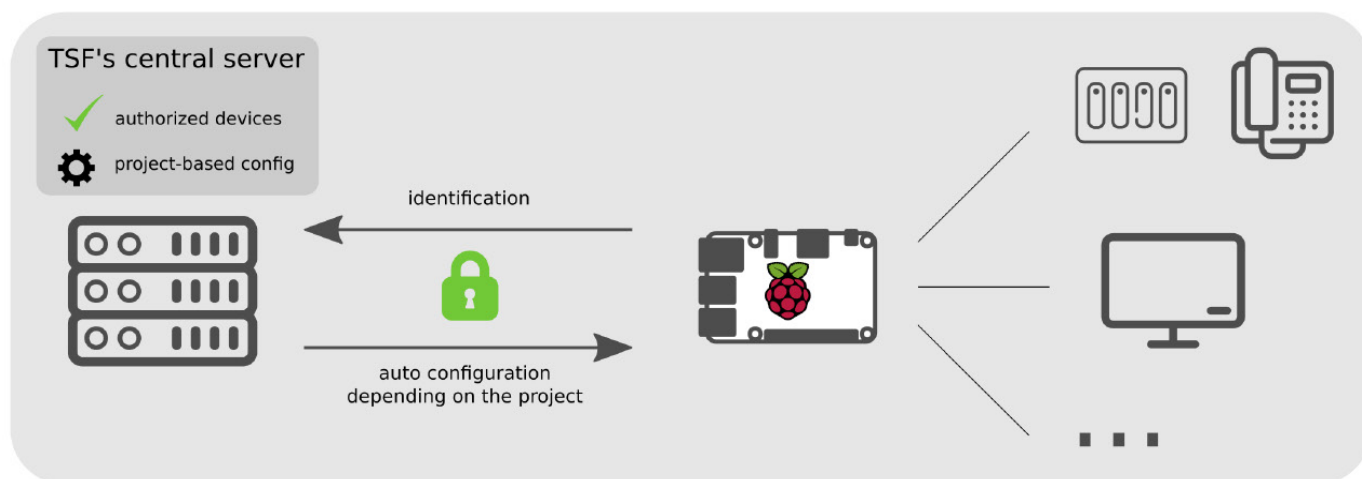 TSF's central server
authorized devices
project-based config
identification
auto configuration
depending on the project